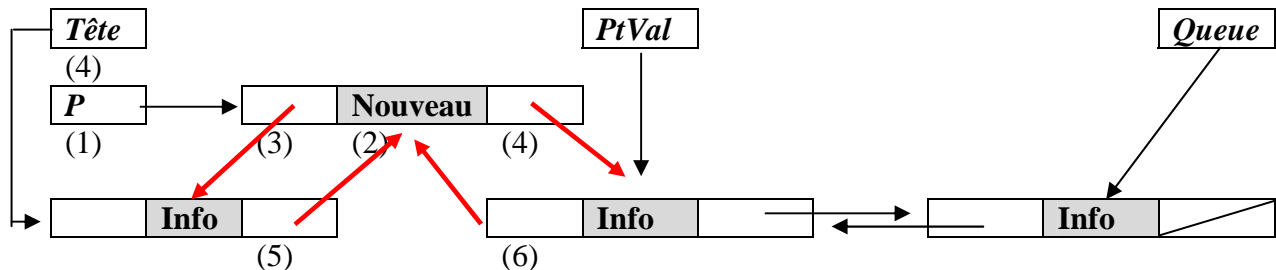 Tête PtVal Queue
(4)
P Nouveau
(1) (3) (2) (4)
Info Info Info
(5) (6)